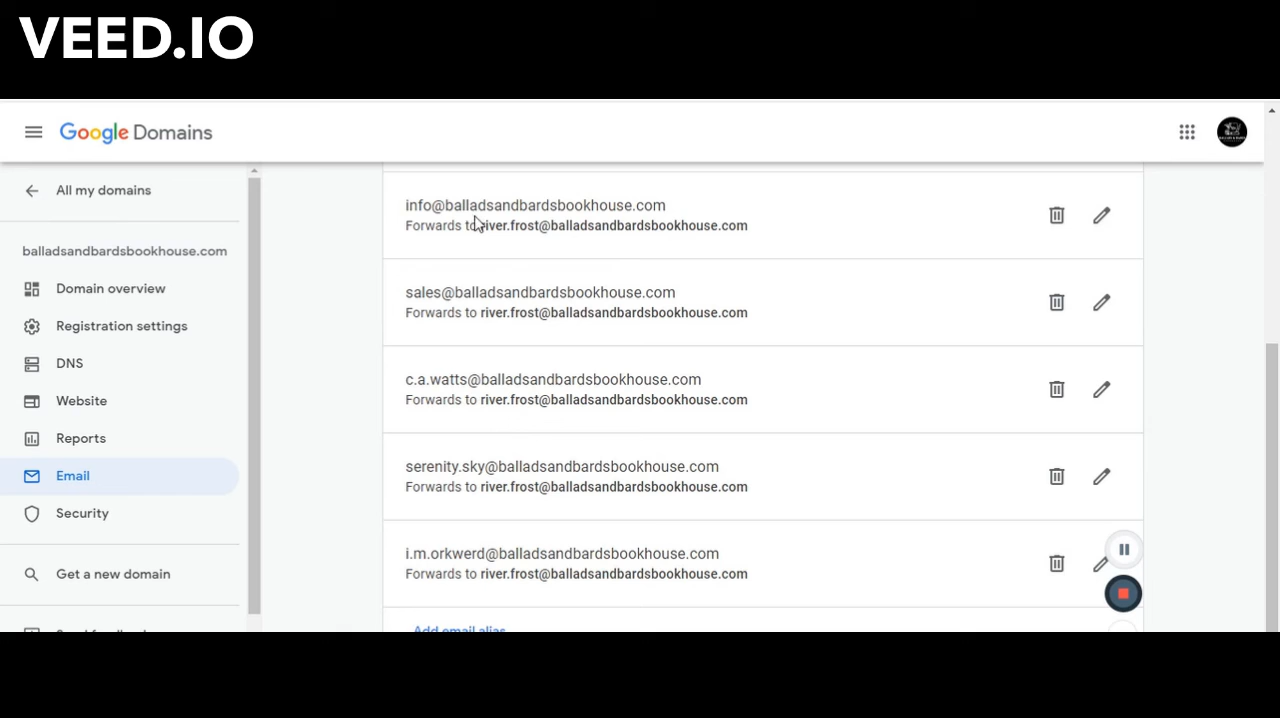 VEED.IO
Google Domains
All my domains
balladsandbardsbookhouse.com
Domain overview
Registration settings
DNS
Website
Reports
Email
Security
Get a new domain
info@balladsandbardsbookhouse.com
Forwards to river.frost@balladsandbardsbookhouse.com
sales@balladsandbardsbookhouse.com
Forwards to river.frost@balladsandbardsbookhouse.com
c.a.watts@balladsandbardsbookhouse.com
Forwards to river.frost@balladsandbardsbookhouse.com
serenity.sky@balladsandbardsbookhouse.com
Forwards to river.frost@balladsandbardsbookhouse.com
i.m.orkwerd@balladsandbardsbookhouse.com
Forwards to river.frost@balladsandbardsbookhouse.com
Add email alias